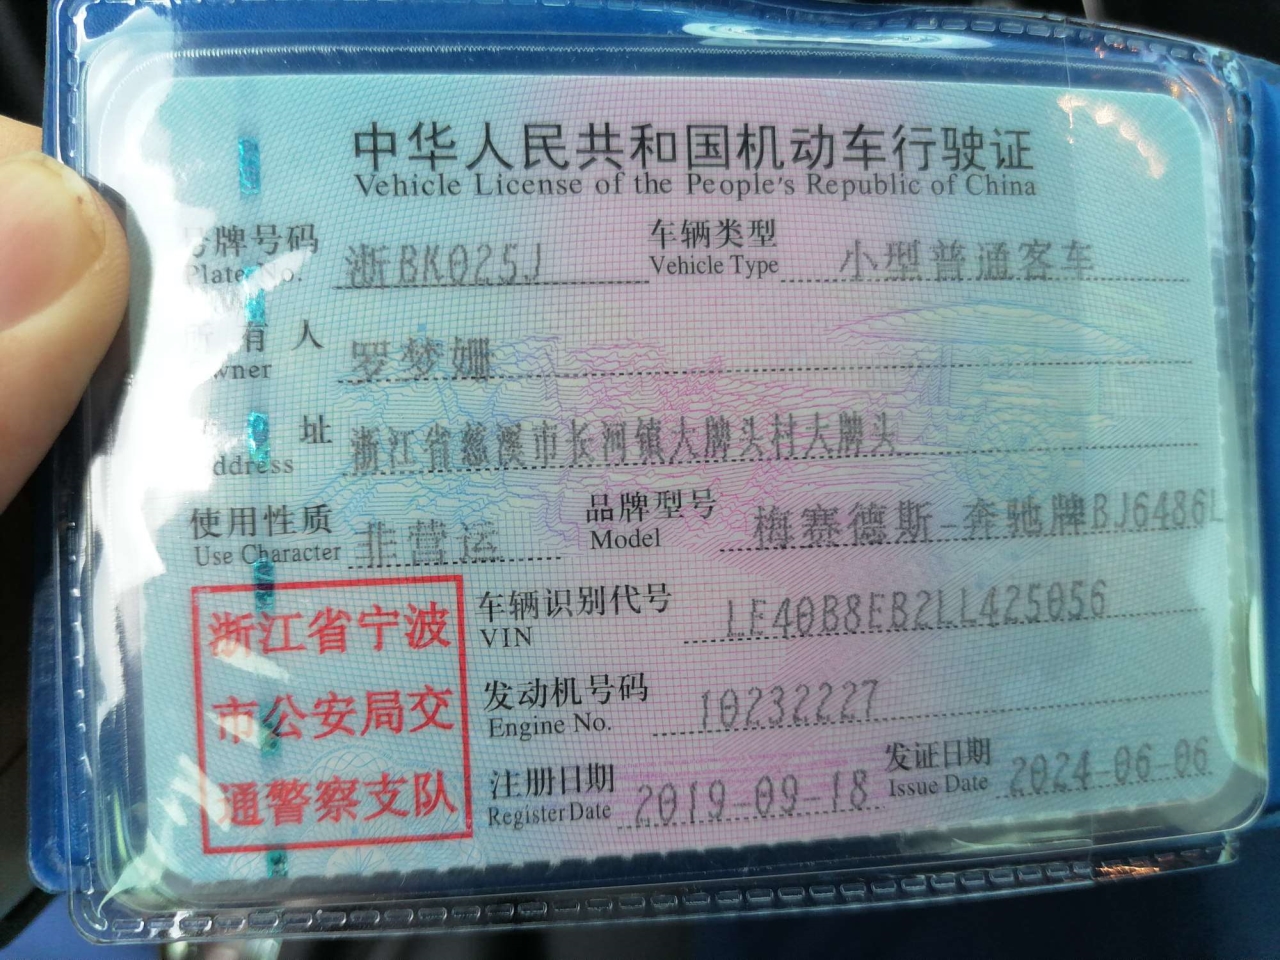 中华人民共和国机动车行驶证
Vehicle License of the People's Republic of China
号牌号码 浙BK025J 车辆类型 小型普通客车
Plate No. Vehicle Type
有人 罗梦姗
wner
址 浙江省慈溪市长河镇大牌头村大牌头
ddress
使用性质 非营运 品牌型号 梅赛德斯-奔驰牌BJ6486L
Use Character Model
浙江省宁波
市公安局交
通警察支队
车辆识别代号 LE40B8EB2LL425056
VIN
发动机号码 10232227
Engine No.
注册日期 2019-09-18 发证日期 2024-06-06
Register Date Issue Date